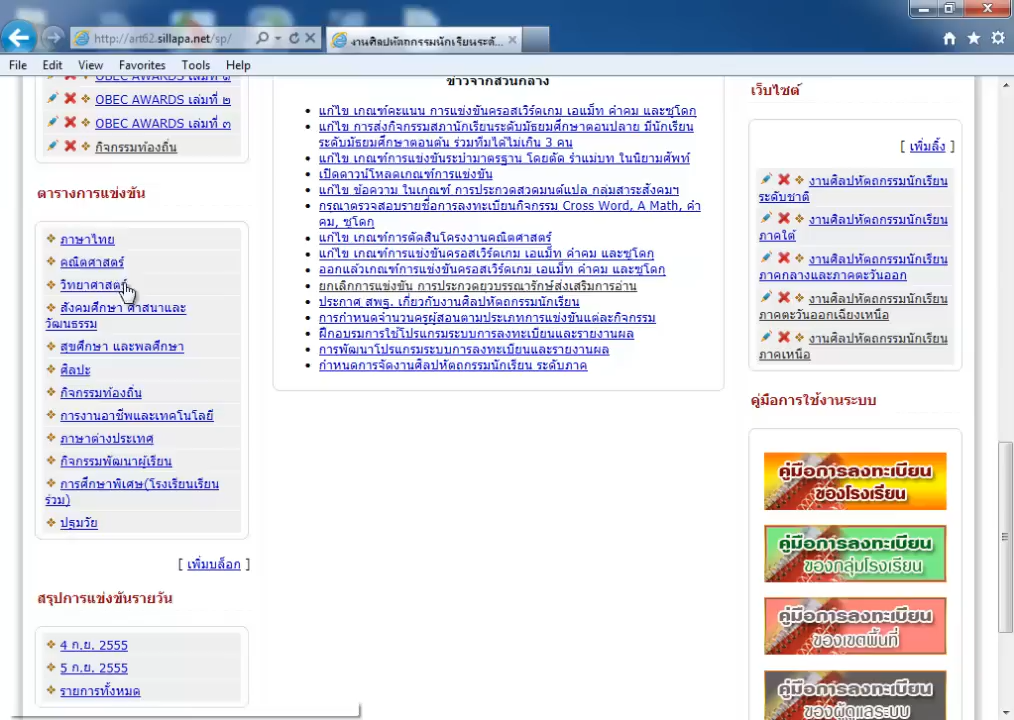 http://art62.sillapa.net/sp/
งานศิลปหัตถกรรมนักเรียนระดั...
File Edit View Favorites Tools Help
OBEC AWARDS เล่มที่ ๑
OBEC AWARDS เล่มที่ ๒
OBEC AWARDS เล่มที่ ๓
กิจกรรมท้องถิ่น
ตารางการแข่งขัน
ภาษาไทย
คณิตศาสตร์
วิทยาศาสตร์
สังคมศึกษา ศาสนาและ
วัฒนธรรม
สุขศึกษา และพลศึกษา
ศิลปะ
กิจกรรมท้องถิ่น
การงานอาชีพและเทคโนโลยี
ภาษาต่างประเทศ
กิจกรรมพัฒนาผู้เรียน
การศึกษาพิเศษ(โรงเรียนเรียน
ร่วม)
ปฐมวัย
[ เพิ่มบล็อก ]
สรุปการแข่งขันรายวัน
4 ก.ย. 2555
5 ก.ย. 2555
รายการทั้งหมด
ข่าวจากส่วนกลาง
แก้ไข เกณฑ์คะแนน การแข่งขันครอสเวิร์ดเกม เอแม็ท คำคม และซูโดกุ
แก้ไข การส่งกิจกรรมสภานักเรียนระดับมัธยมศึกษาตอนปลาย มีนักเรียน
ระดับมัธยมศึกษาตอนต้น ร่วมทีมได้ไม่เกิน 3 คน
แก้ไข เกณฑ์การแข่งขันระบำมาตรฐาน โดยตัด รำแม่บท ในนิยามศัพท์
เปิดดาวน์โหลดเกณฑ์การแข่งขัน
แก้ไข ข้อความ ในเกณฑ์ การประกวดสวดมนต์แปล กลุ่มสาระสังคมฯ
กรุณาตรวจสอบรายชื่อการลงทะเบียนกิจกรรม Cross Word, A Math, คำ
คม, ซูโดกุ
แก้ไข เกณฑ์การตัดสินโครงงานคณิตศาสตร์
แก้ไข เกณฑ์การแข่งขันครอสเวิร์ดเกม เอแม็ท คำคม และซูโดกุ
ออกแล้วเกณฑ์การแข่งขันครอสเวิร์ดเกม เอแม็ท คำคม และซูโดกุ
ยกเลิกการแข่งขัน การประกวดยุวบรรณารักษ์ส่งเสริมการอ่าน
ประกาศ สพฐ. เกี่ยวกับงานศิลปหัตถกรรมนักเรียน
การกำหนดจำนวนครูผู้สอนตามประเภทการแข่งขันแต่ละกิจกรรม
ฝึกอบรมการใช้โปรแกรมระบบการลงทะเบียนและรายงานผล
การพัฒนาโปรแกรมระบบการลงทะเบียนและรายงานผล
กำหนดการจัดงานศิลปหัตถกรรมนักเรียน ระดับภาค
เว็บไซต์
[ เพิ่มลิ้ง ]
งานศิลปหัตถกรรมนักเรียน
ระดับชาติ
งานศิลปหัตถกรรมนักเรียน
ภาคใต้
งานศิลปหัตถกรรมนักเรียน
ภาคกลางและภาคตะวันออก
งานศิลปหัตถกรรมนักเรียน
ภาคตะวันออกเฉียงเหนือ
งานศิลปหัตถกรรมนักเรียน
ภาคเหนือ
คู่มือการใช้งานระบบ
คู่มือการลงทะเบียน
ของโรงเรียน
คู่มือการลงทะเบียน
ของกลุ่มโรงเรียน
คู่มือการลงทะเบียน
ของเขตพื้นที่
คู่มือการลงทะเบียน
ของผู้ดูแลระบบ